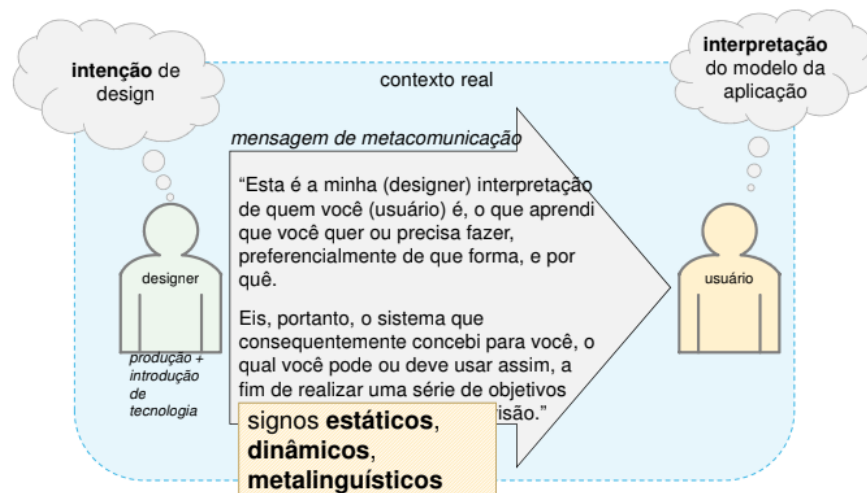 intenção de
design
interpretação
do modelo da
aplicação
contexto real
mensagem de metacomunicação
“Esta é a minha (designer) interpretação
de quem você (usuário) é, o que aprendi
que você quer ou precisa fazer,
preferencialmente de que forma, e por
quê.
Eis, portanto, o sistema que
consequentemente concebi para você, o
qual você pode ou deve usar assim, a
fim de realizar uma série de objetivos
designer
usuário
produção +
introdução
de
tecnologia
signos estáticos,
dinâmicos,
metalinguísticos